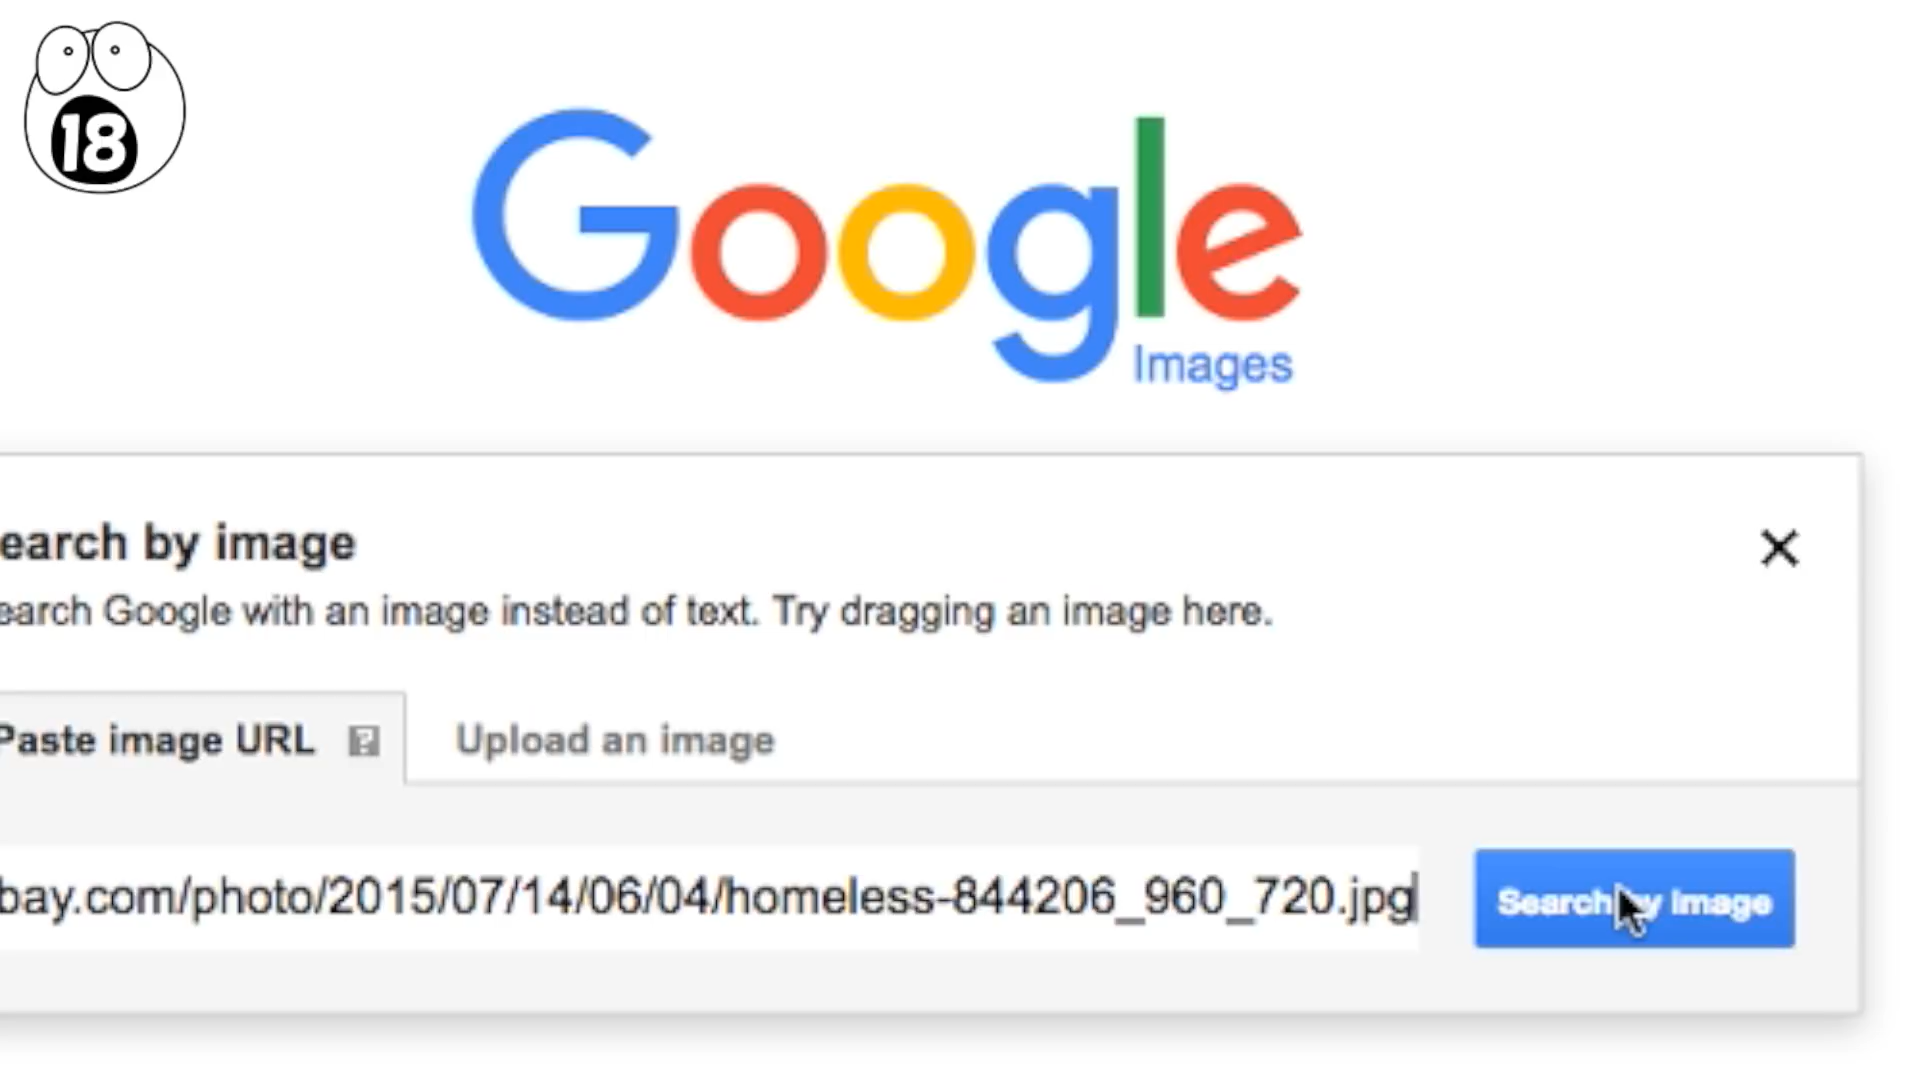 18
Google
Images
earch by image
earch Google with an image instead of text. Try dragging an image here.
Paste image URL ? Upload an image
bay.com/photo/2015/07/14/06/04/homeless-844206_960_720.jpg
Search by image